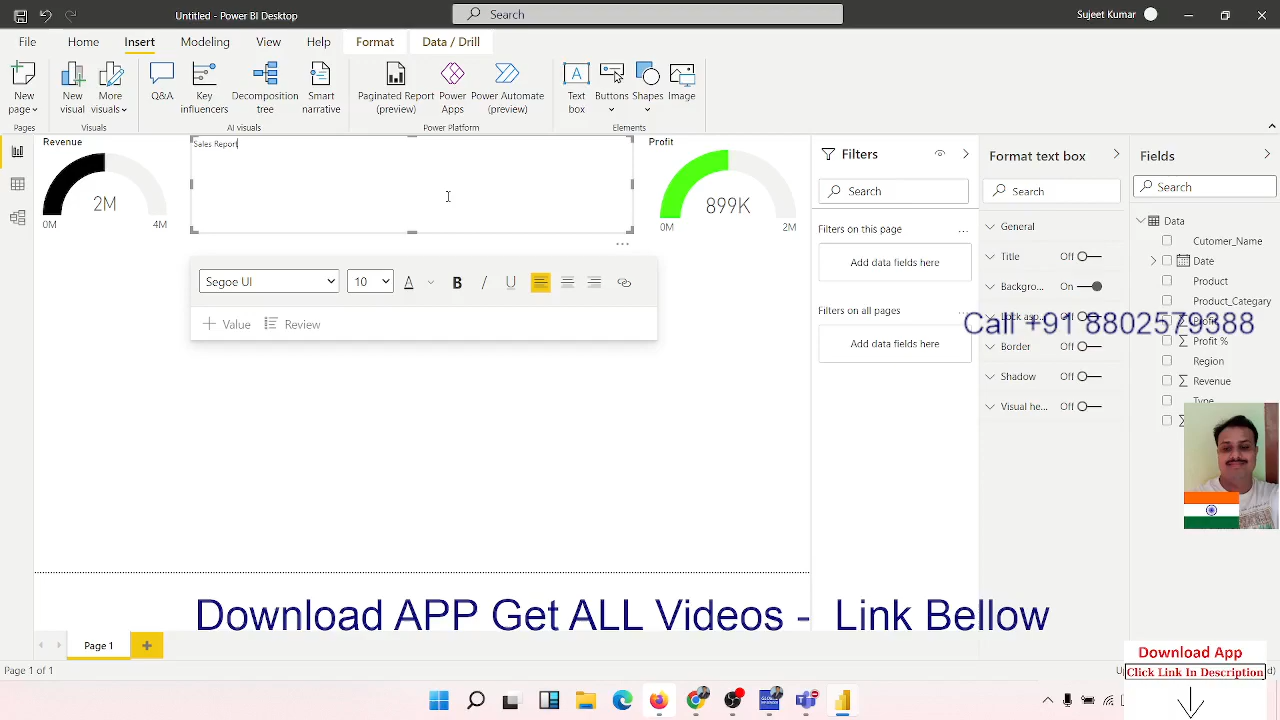 Untitled - Power BI Desktop
Search
Sujeet Kumar
File Home Insert Modeling View Help Format Data / Drill
New page
New visual
More visuals
Q&A
Key influencers
Decomposition tree
Smart narrative
Paginated Report (preview)
Power Apps
Power Automate (preview)
Text box
Buttons
Shapes
Image
Pages Visuals AI visuals Power Platform Elements
Revenue
2M
0M 4M
Sales Report
Profit
899K
0M 2M
Segoe UI 10 A B / U
Value Review
Filters
Search
Filters on this page
Add data fields here
Filters on all pages
Add data fields here
Format text box
Search
General
Title Off
Backgro... On
Lock asp... Off
Border Off
Shadow Off
Visual he... Off
Fields
Search
Data
Cutomer_Name
Date
Product
Product_Category
Profit
Profit %
Region
Revenue
Type
Call +91 8802579388
Download APP Get ALL Videos - Link Bellow
Page 1
Page 1 of 1
Download App
Click Link In Description